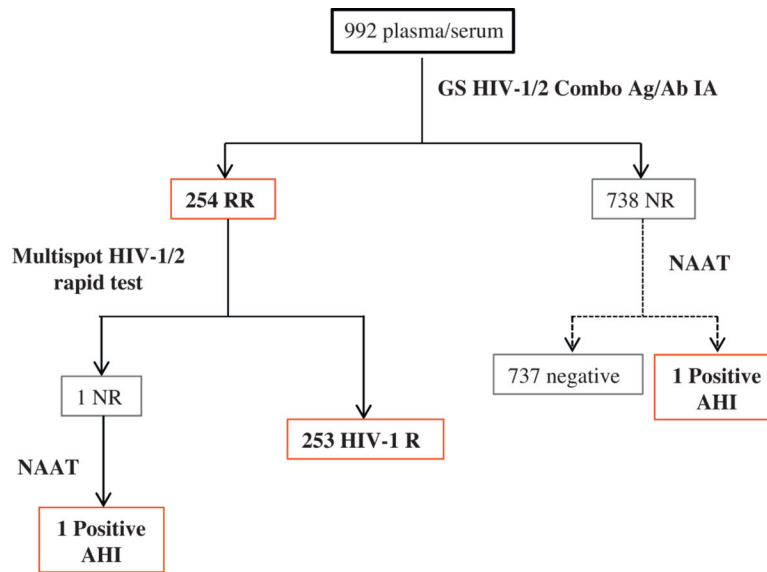 992 plasma/serum
GS HIV-1/2 Combo Ag/Ab IA
254 RR
738 NR
Multispot HIV-1/2
rapid test
NAAT
1 NR
253 HIV-1 R
737 negative
1 Positive
AHI
NAAT
1 Positive
AHI